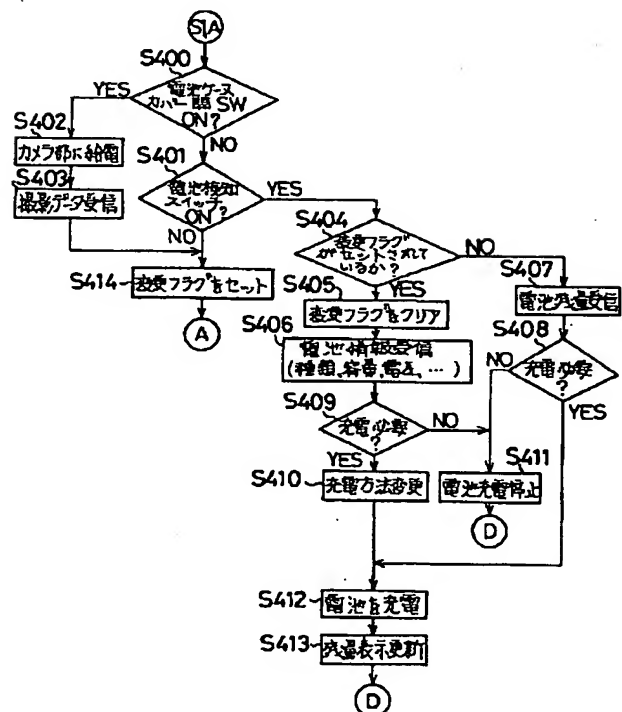 S1A
S400
電池ケース
カバー開SW
ON?
YES
NO
S402
カメラ部に給電
S403
撮影データ受信
S401
電池検知
スイッチ
ON?
YES
NO
S414
変更フラグをセット
A
S404
変更フラグ
がセットされて
いるか?
NO
YES
S405
変更フラグをクリア
S406
電池情報受信
(種類、容量、電圧、…)
S407
電池残量受信
S408
充電必要
?
NO
YES
S409
充電必要
?
NO
YES
S410
充電方法変更
S411
電池充電停止
D
S412
電池を充電
S413
残量表示更新
D